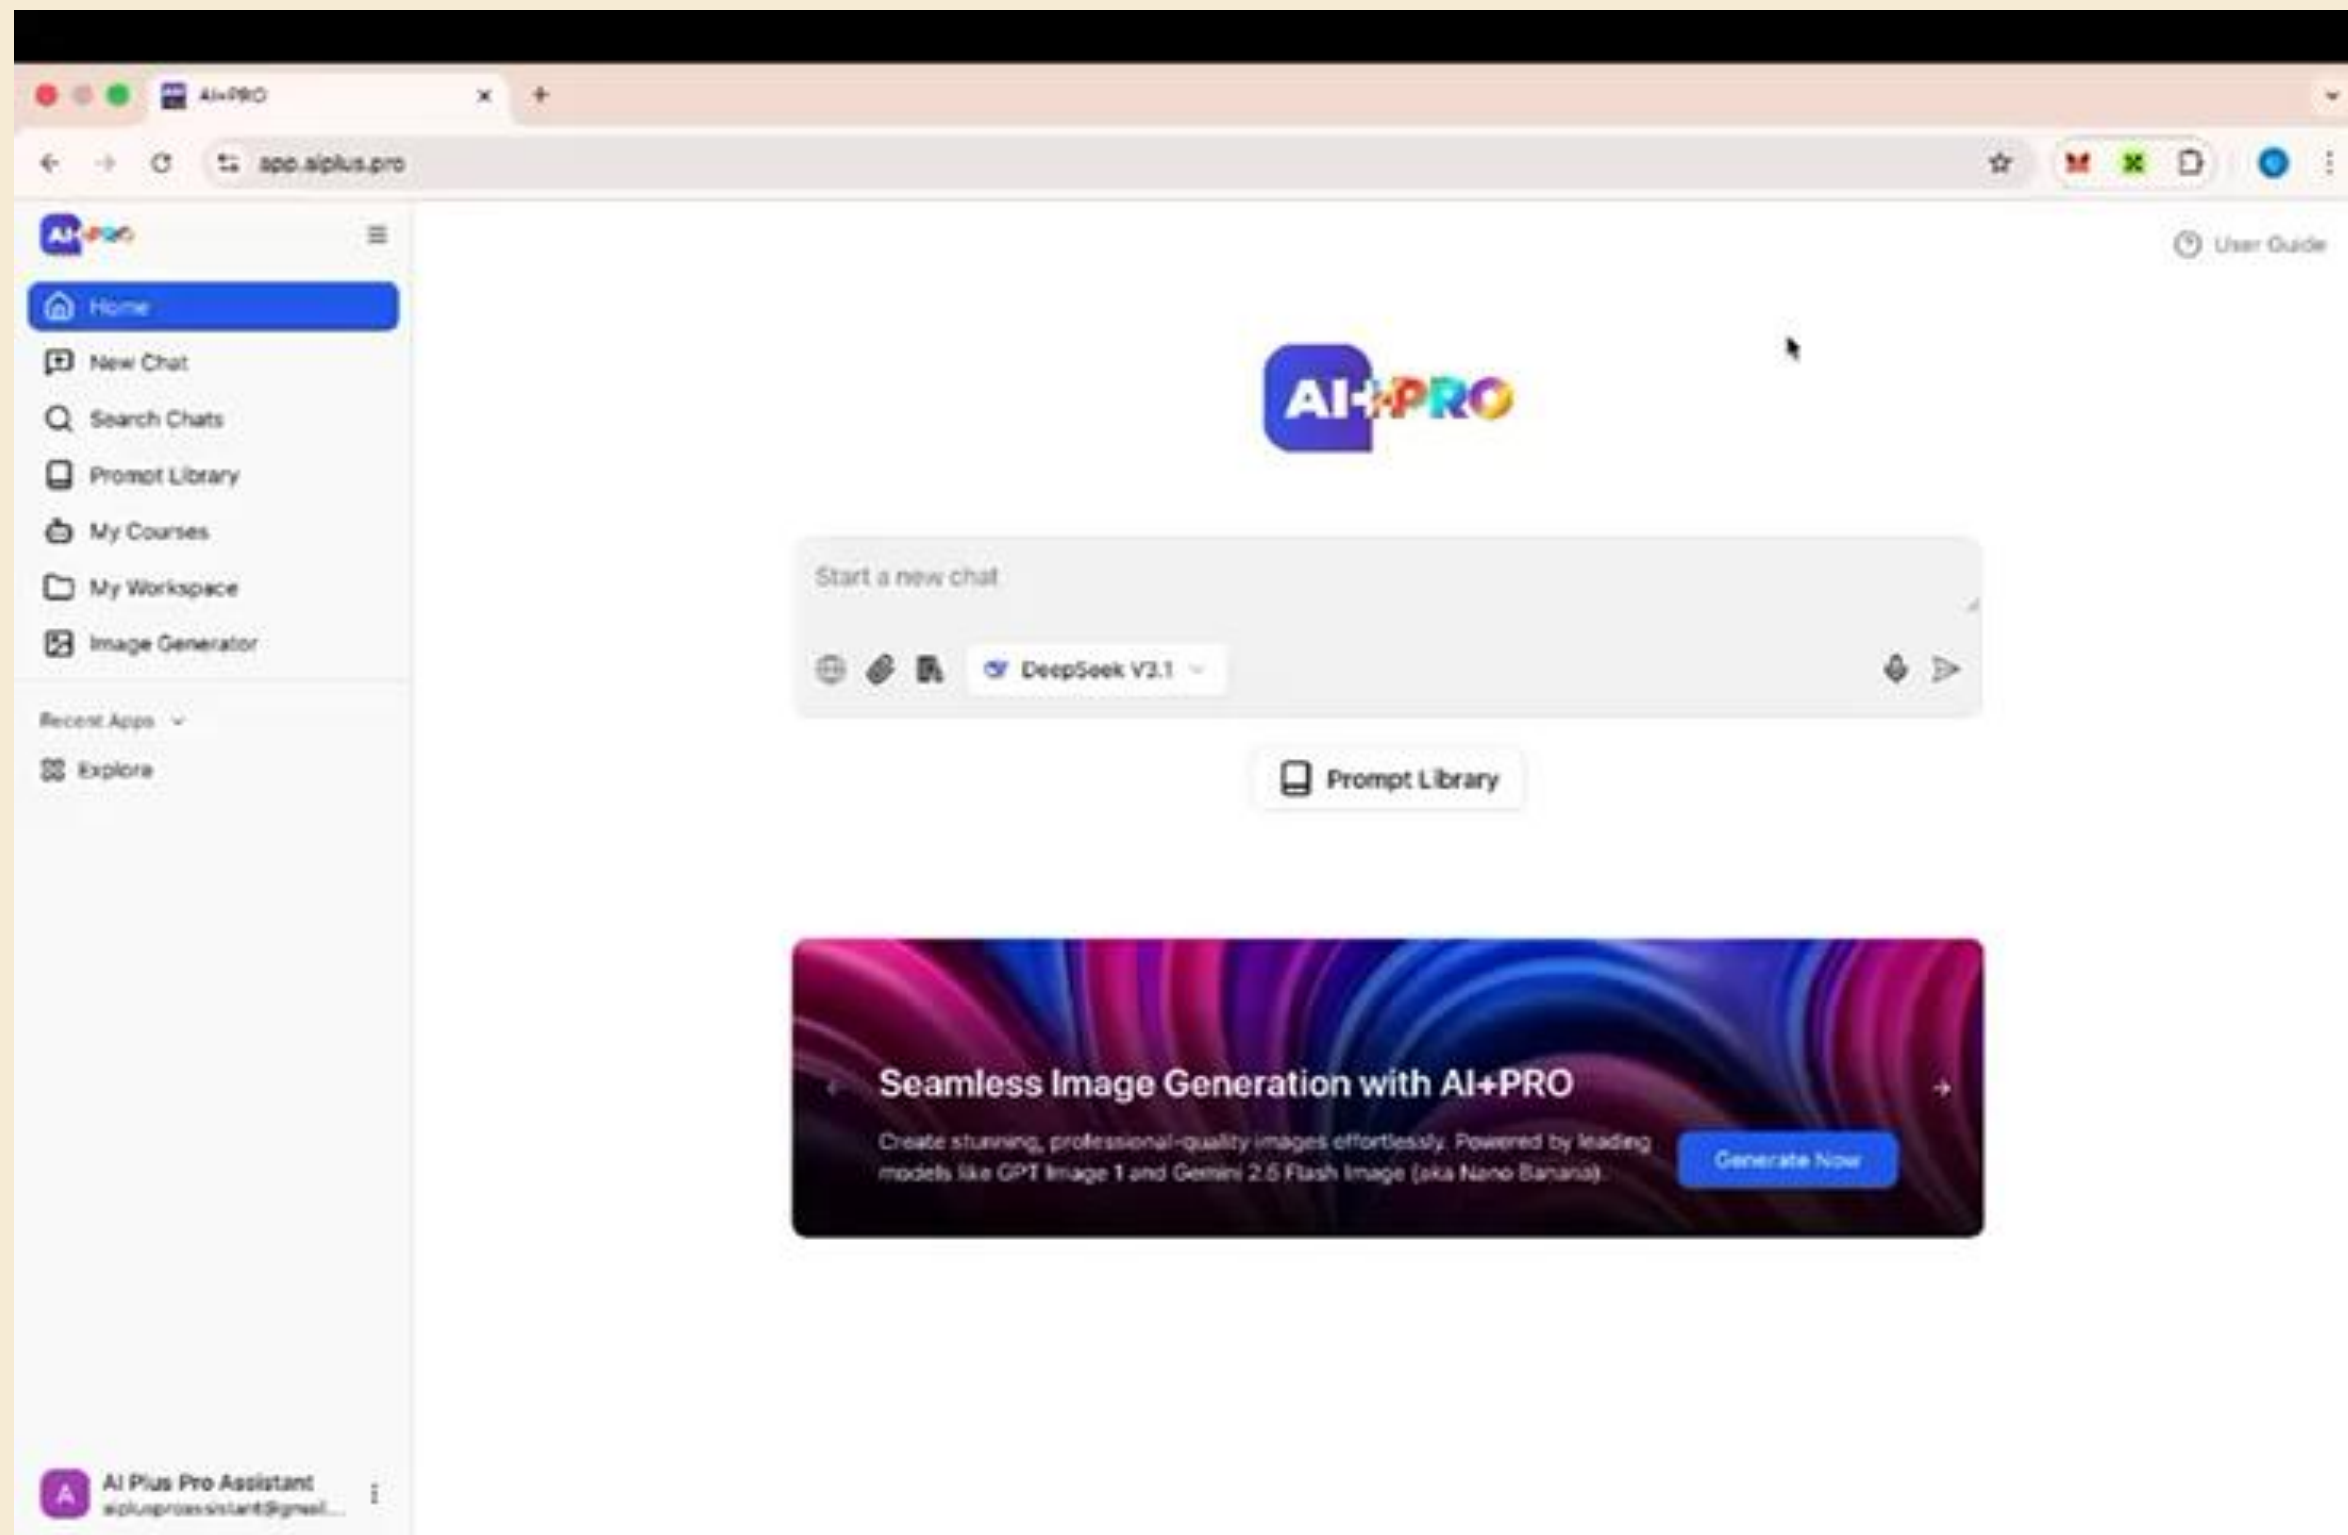 AI+PRO
app.aiplus.pro
AI+PRO
User Guide
Home
New Chat
Search Chats
Prompt Library
My Courses
My Workspace
Image Generator
Recent Apps
Explore
AI+PRO
Start a new chat
DeepSeek V3.1
Prompt Library
Seamless Image Generation with AI+PRO
Create stunning, professional-quality images effortlessly. Powered by leading
models like GPT Image 1 and Gemini 2.5 Flash Image (aka Nano Banana).
Generate Now
A
AI Plus Pro Assistant
aiplusproassistant@gmail....